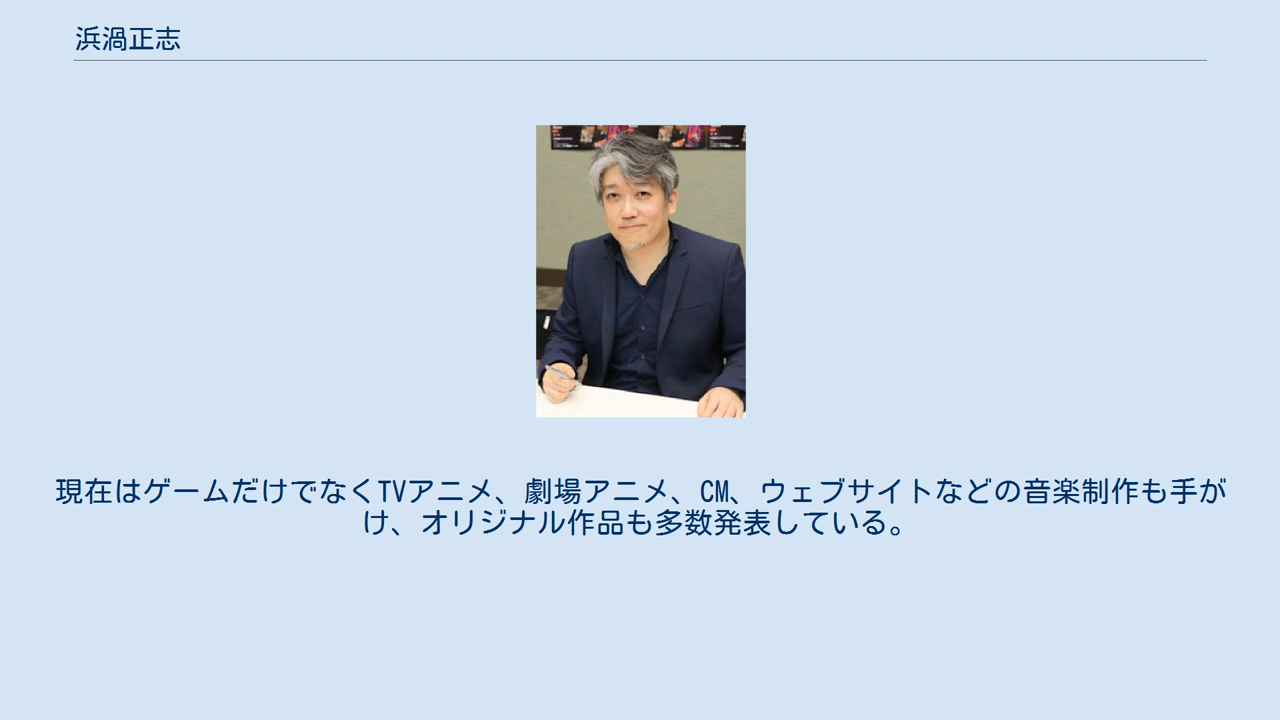 浜渦正志
現在はゲームだけでなくTVアニメ、劇場アニメ、CM、ウェブサイトなどの音楽制作も手が
け、オリジナル作品も多数発表している。